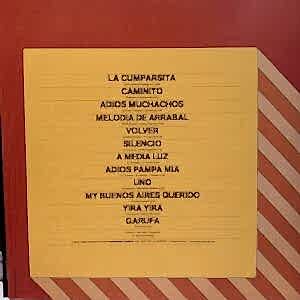 LA CUMPARSITA
CAMINITO
ADIOS MUCHACHOS
MELODIA DE ARRABAL
VOLVER
SILENCIO
A MEDIA LUZ
ADIOS PAMPA MIA
UNO
MY BUENOS AIRES QUERIDO
YIRA YIRA
GARUFA